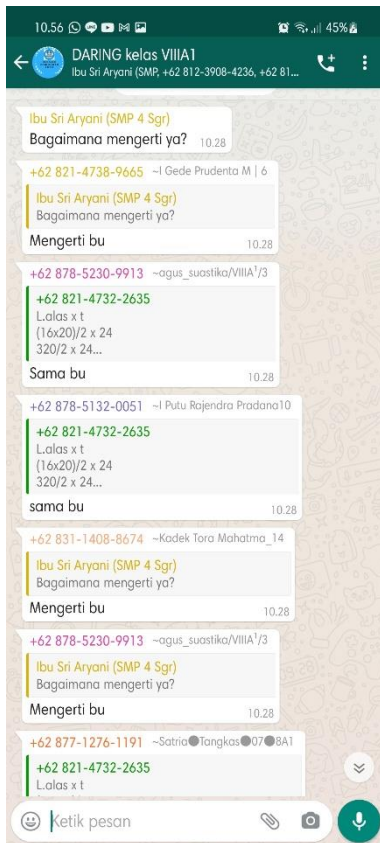 10.56
45%
DARING kelas VIIIA1
Ibu Sri Aryani (SMP, +62 812-3908-4236, +62 81...
Ibu Sri Aryani (SMP 4 Sgr)
Bagaimana mengerti ya? 10.28
+62 821-4738-9665 ~I Gede Prudenta M | 6
Ibu Sri Aryani (SMP 4 Sgr)
Bagaimana mengerti ya?
Mengerti bu 10.28
+62 878-5230-9913 ~agus_suastika/VIIIA¹/3
+62 821-4732-2635
L.alas x t
(16x20)/2 x 24
320/2 x 24...
Sama bu 10.28
+62 878-5132-0051 ~I Putu Rajendra Pradana10
+62 821-4732-2635
L.alas x t
(16x20)/2 x 24
320/2 x 24...
sama bu 10.28
+62 831-1408-8674 ~Kadek Tora Mahatma_14
Ibu Sri Aryani (SMP 4 Sgr)
Bagaimana mengerti ya?
Mengerti bu 10.28
+62 878-5230-9913 ~agus_suastika/VIIIA¹/3
Ibu Sri Aryani (SMP 4 Sgr)
Bagaimana mengerti ya?
Mengerti bu 10.28
+62 877-1276-1191 ~Satria●Tangkas●07●8A1
+62 821-4732-2635
L.alas x t
Ketik pesan